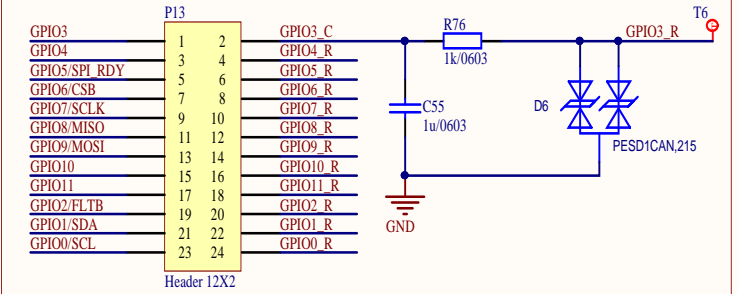 P13
T6
GPIO3 1 2 GPIO3_C R76 GPIO3_R
GPIO4 3 4 GPIO4_R 1k/0603
GPIO5/SPI_RDY 5 6 GPIO5_R
GPIO6/CSB 7 8 GPIO6_R
GPIO7/SCLK 9 10 GPIO7_R C55 D6
GPIO8/MISO 11 12 GPIO8_R 1u/0603
GPIO9/MOSI 13 14 GPIO9_R PESD1CAN,215
GPIO10 15 16 GPIO10_R
GPIO11 17 18 GPIO11_R
GPIO2/FLTB 19 20 GPIO2_R GND
GPIO1/SDA 21 22 GPIO1_R
GPIO0/SCL 23 24 GPIO0_R
Header 12X2